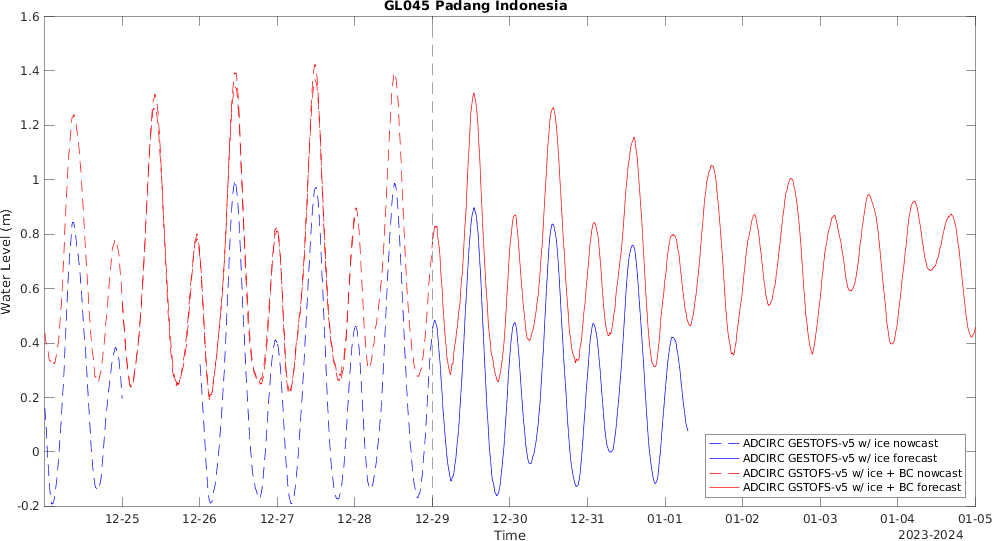 GL045 Padang Indonesia
1.6
1.4
1.2
1
0.8
0.6
0.4
0.2
0
-0.2
Water Level (m)
ADCIRC GESTOFS-v5 w/ ice nowcast
ADCIRC GESTOFS-v5 w/ ice forecast
ADCIRC GSTOFS-v5 w/ ice + BC nowcast
ADCIRC GSTOFS-v5 w/ ice + BC forecast
12-25 12-26 12-27 12-28 12-29 12-30 12-31 01-01 01-02 01-03 01-04 01-05
Time
2023-2024